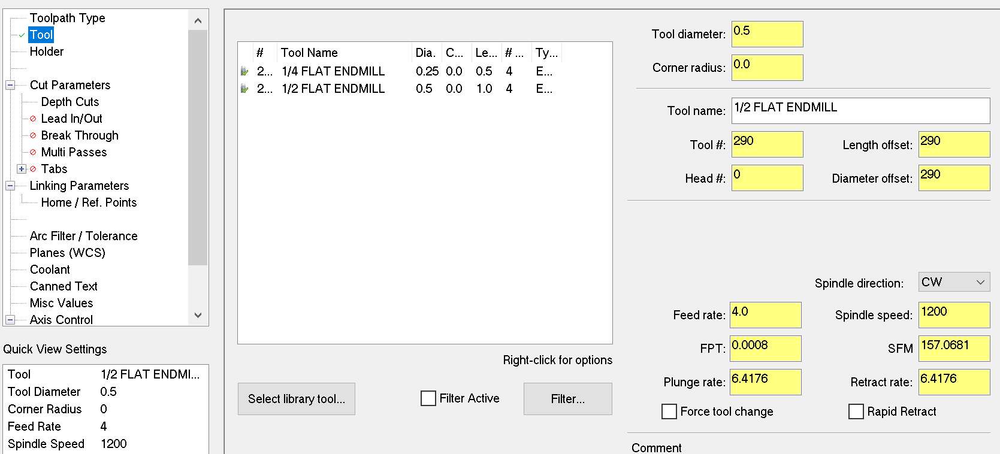 Toolpath Type
Tool
Holder
Cut Parameters
Depth Cuts
Lead In/Out
Break Through
Multi Passes
Tabs
Linking Parameters
Home / Ref. Points
Arc Filter / Tolerance
Planes (WCS)
Coolant
Canned Text
Misc Values
Axis Control
Quick View Settings
Tool 1/2 FLAT ENDMI...
Tool Diameter 0.5
Corner Radius 0
Feed Rate 4
Spindle Speed 1200
# Tool Name Dia. C... Le... # ... Ty...
2... 1/4 FLAT ENDMILL 0.25 0.0 0.5 4 E...
2... 1/2 FLAT ENDMILL 0.5 0.0 1.0 4 E...
Right-click for options
Select library tool... Filter Active Filter...
Tool diameter: 0.5
Corner radius: 0.0
Tool name: 1/2 FLAT ENDMILL
Tool #: 290 Length offset: 290
Head #: 0 Diameter offset: 290
Spindle direction: CW
Feed rate: 4.0 Spindle speed: 1200
FPT: 0.0008 SFM 157.0681
Plunge rate: 6.4176 Retract rate: 6.4176
Force tool change Rapid Retract
Comment